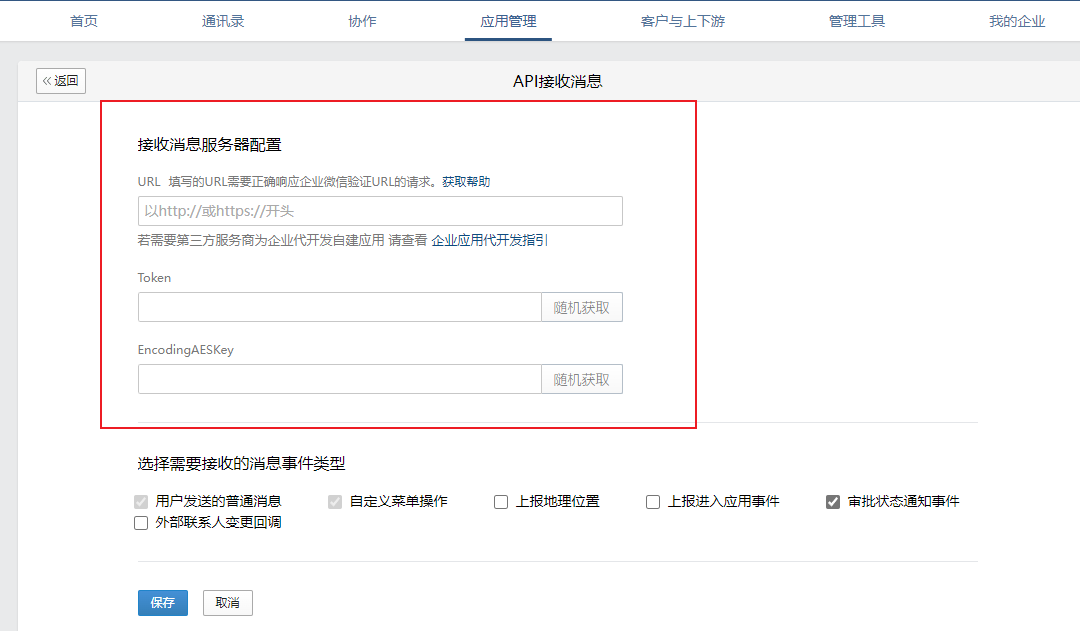 首页 通讯录 协作 应用管理 客户与上下游 管理工具 我的企业
返回 API接收消息
接收消息服务器配置
URL 填写的URL需要正确响应企业微信验证URL的请求。获取帮助
以http://或https://开头
若需要第三方服务商为企业代开发自建应用 请查看 企业应用代开发指引
Token
随机获取
EncodingAESKey
随机获取
选择需要接收的消息事件类型
用户发送的普通消息 自定义菜单操作 上报地理位置 上报进入应用事件 审批状态通知事件
外部联系人变更回调
保存 取消